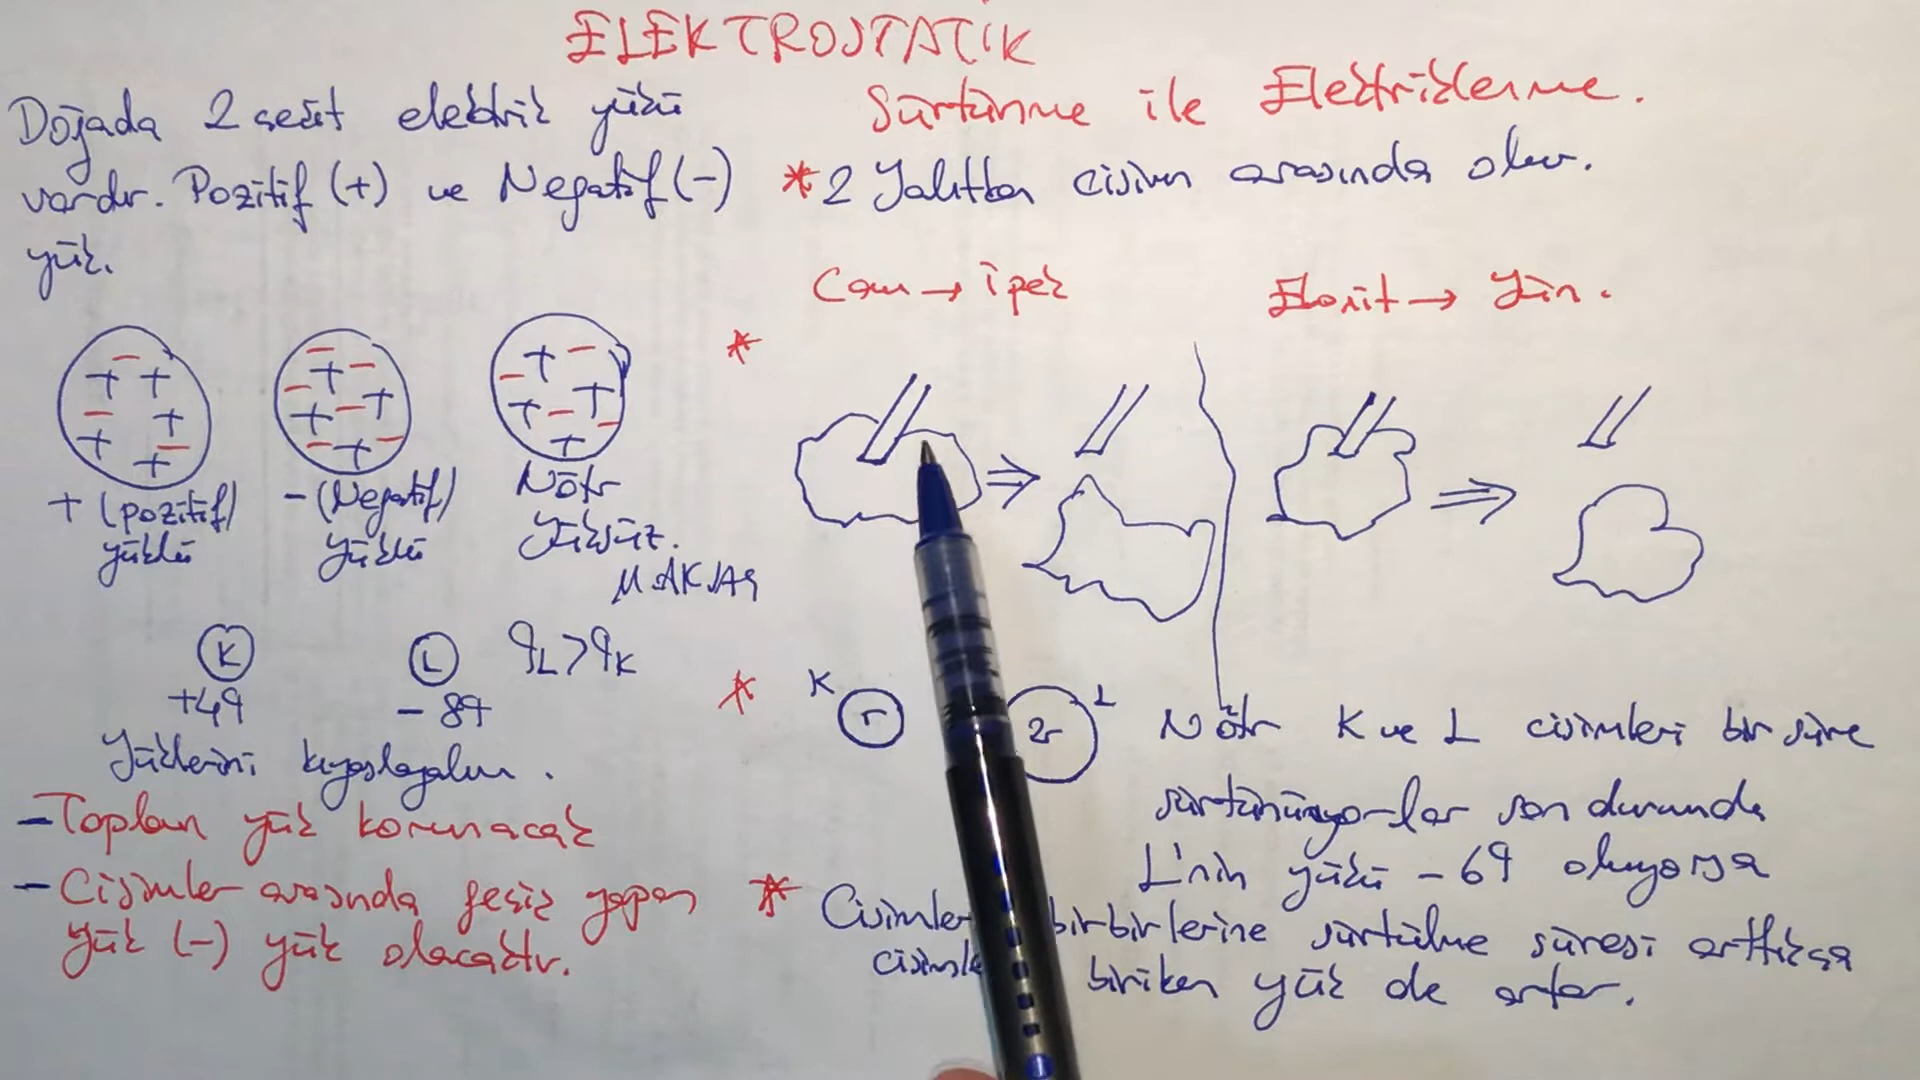 ELEKTROSTATİK
Doğada 2 çeşit elektrik yükü
vardır. Pozitif (+) ve Negatif (-)
yük.
+ (pozitif)
yüklü
- (Negatif)
yüklü
Nötr
Yüksüz.
K
+4q
L
-8q
qL>qK
Yüklerini kıyaslayalım.
- Toplam yük korunacak
- Cisimler arasında geçiş yapan
yük (-) yük olacaktır.
Sürtünme ile Elektriklenme.
* 2 Yalıtkan cisim arasında olur.
Cam → İpek
Ebonit → Yün.
*
* K r
2r L
Nötr K ve L cisimleri bir süre
sürtünüyorlar son durumda
L'nin yükü -6q oluyorsa
* Cisimler birbirlerine sürtülme süresi arttıkça
biriken yük de artar.